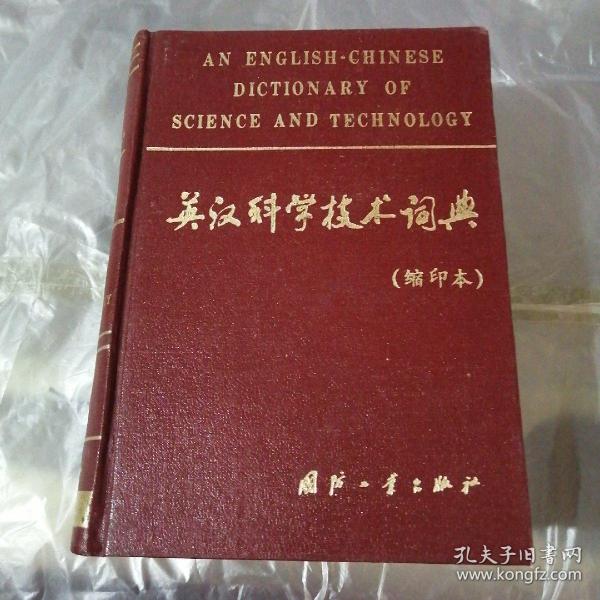 AN ENGLISH-CHINESE
DICTIONARY OF
SCIENCE AND TECHNOLOGY
英汉科学技术词典
(缩印本)
国防工业出版社
孔夫子旧书网
www.kongfz.com